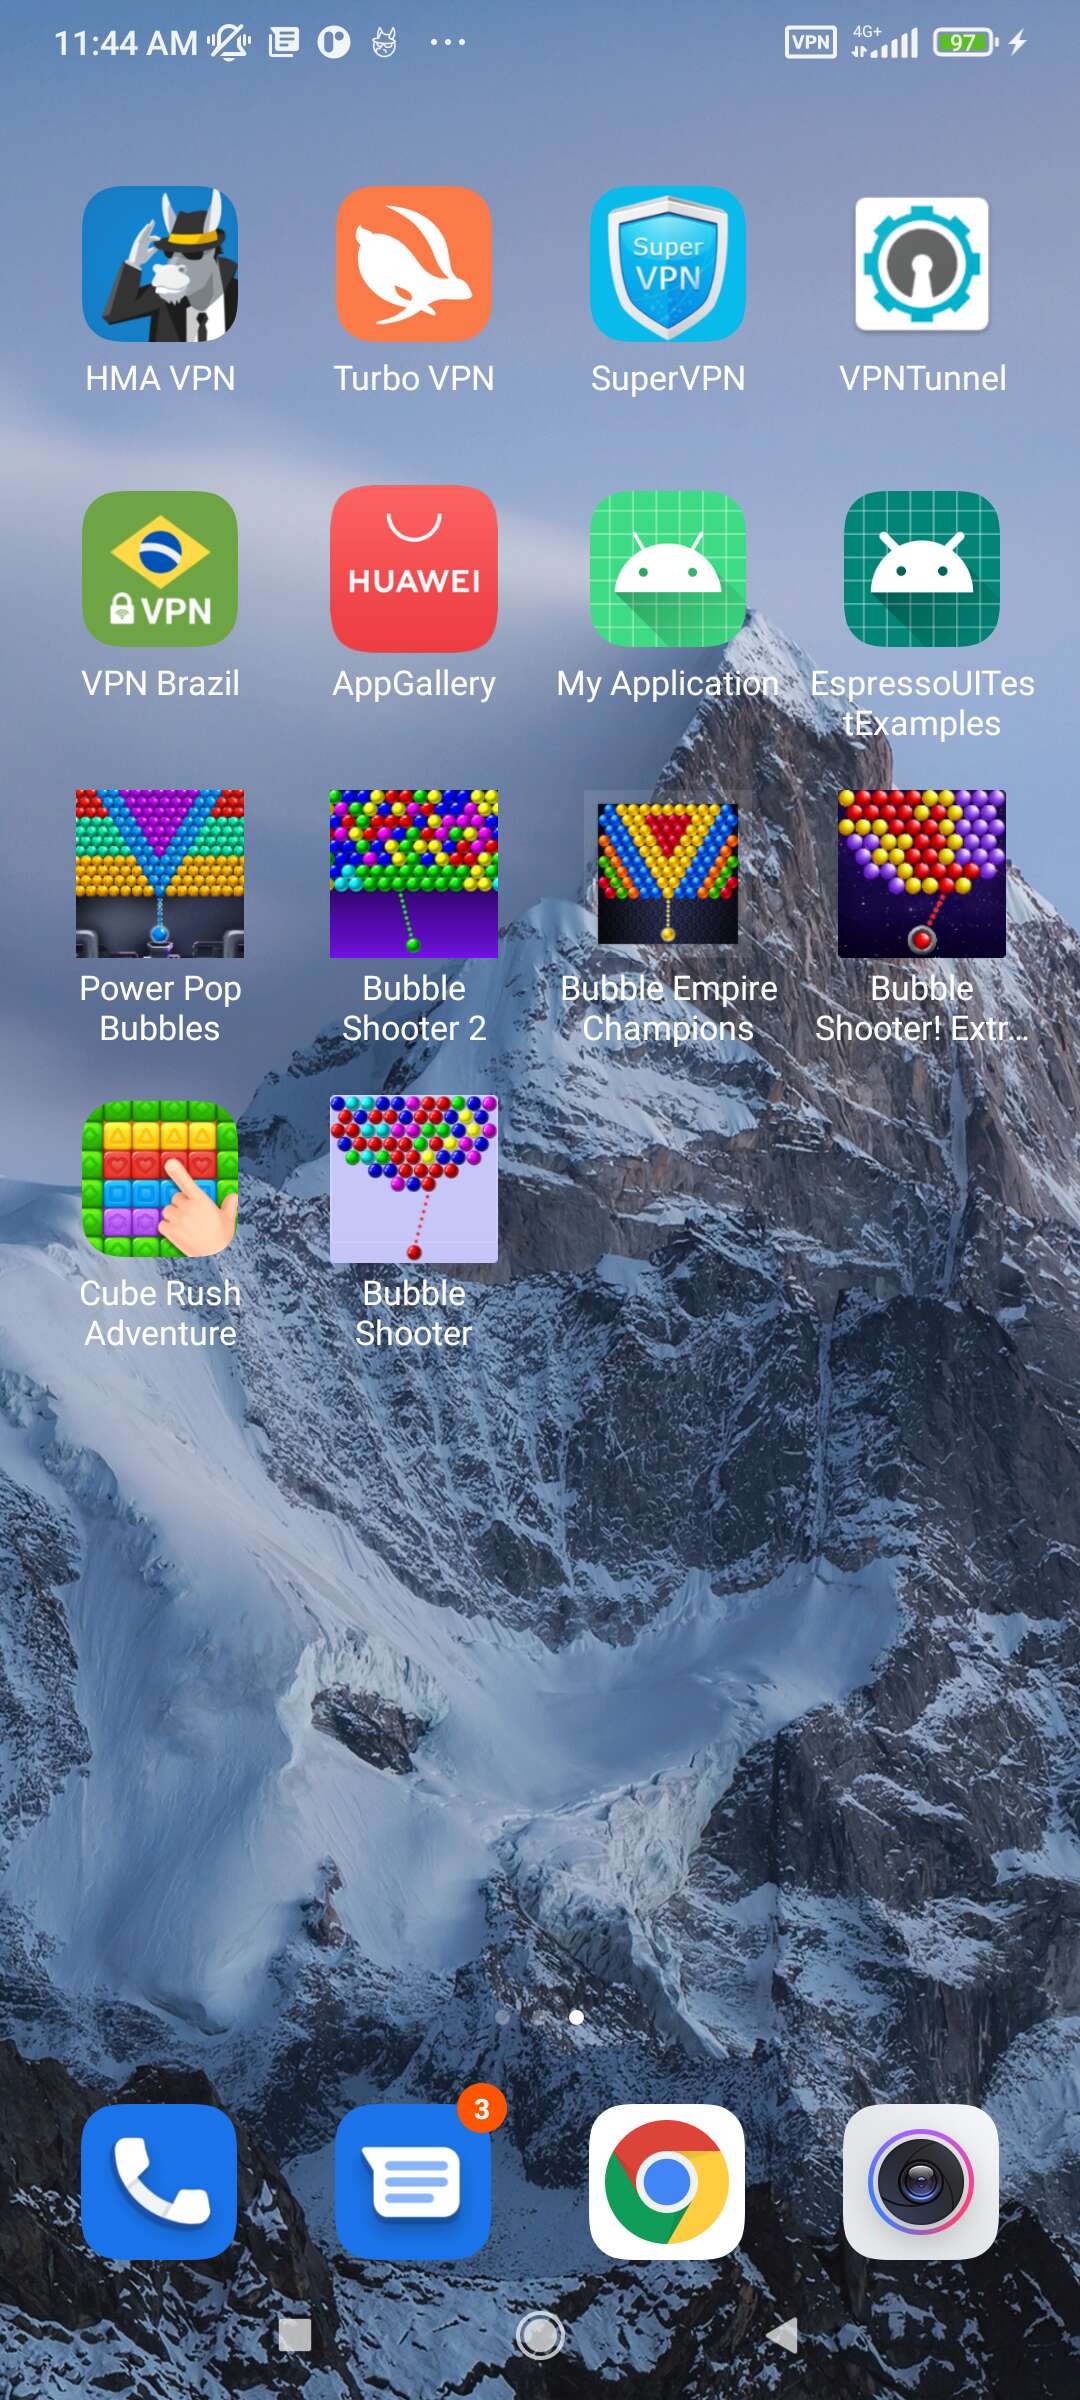 11:44 AM
VPN 4G+ 97
Super
VPN
HMA VPN Turbo VPN SuperVPN VPNTunnel
VPN
HUAWEI
VPN Brazil AppGallery My Application EspressoUITes
tExamples
Power Pop Bubble Bubble Empire Bubble
Bubbles Shooter 2 Champions Shooter! Extr...
Cube Rush Bubble
Adventure Shooter
3